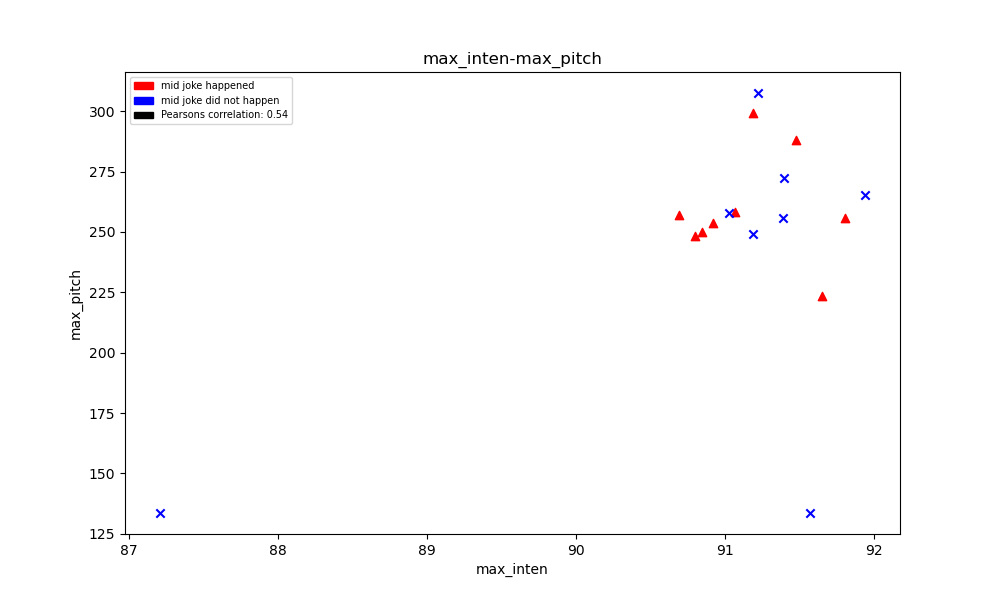 max_inten-max_pitch
mid joke happened
mid joke did not happen
Pearsons correlation: 0.54
300
275
250
225
200
175
150
125
max_pitch
87 88 89 90 91 92
max_inten